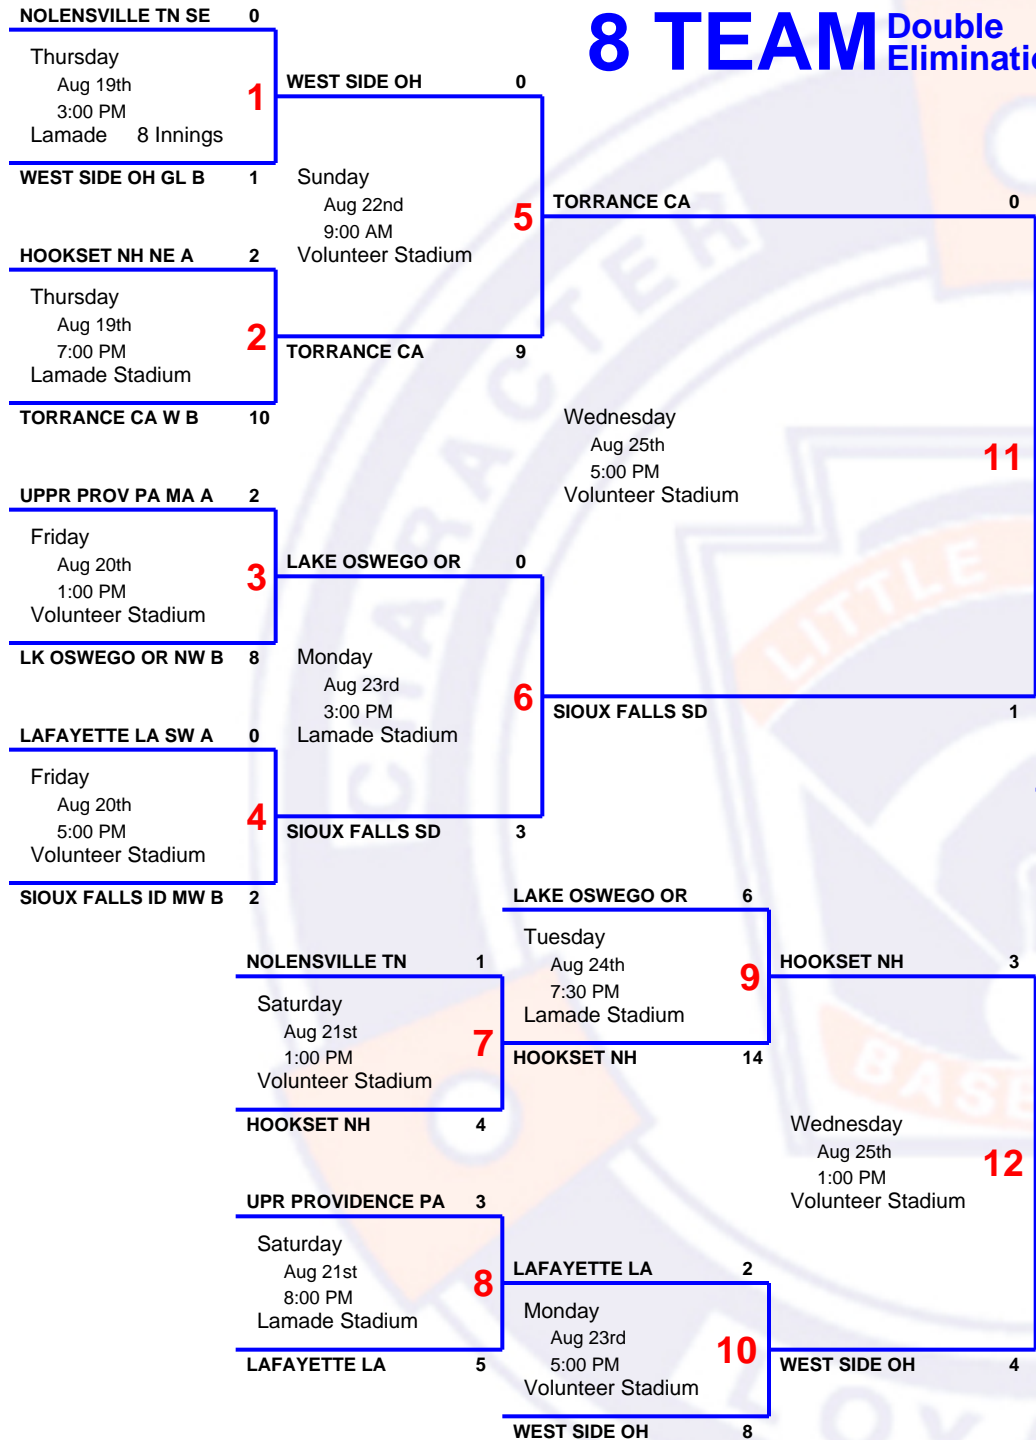 8 TEAM Double
Eliminatio
NOLENSVILLE TN SE 0
Thursday
Aug 19th
3:00 PM
Lamade 8 Innings
1
WEST SIDE OH GL B 1
WEST SIDE OH 0
Sunday
Aug 22nd
9:00 AM
Volunteer Stadium
5
TORRANCE CA 9
HOOKSET NH NE A 2
Thursday
Aug 19th
7:00 PM
Lamade Stadium
2
TORRANCE CA W B 10
TORRANCE CA 0
Wednesday
Aug 25th
5:00 PM
Volunteer Stadium
11
SIOUX FALLS SD 1
UPPR PROV PA MA A 2
Friday
Aug 20th
1:00 PM
Volunteer Stadium
3
LK OSWEGO OR NW B 8
LAKE OSWEGO OR 0
Monday
Aug 23rd
3:00 PM
Lamade Stadium
6
SIOUX FALLS SD 3
LAFAYETTE LA SW A 0
Friday
Aug 20th
5:00 PM
Volunteer Stadium
4
SIOUX FALLS ID MW B 2
LAKE OSWEGO OR 6
Tuesday
Aug 24th
7:30 PM
Lamade Stadium
9
HOOKSET NH 14
NOLENSVILLE TN 1
Saturday
Aug 21st
1:00 PM
Volunteer Stadium
7
HOOKSET NH 4
HOOKSET NH 3
Wednesday
Aug 25th
1:00 PM
Volunteer Stadium
12
WEST SIDE OH 4
UPR PROVIDENCE PA 3
Saturday
Aug 21st
8:00 PM
Lamade Stadium
8
LAFAYETTE LA 5
LAFAYETTE LA 2
Monday
Aug 23rd
5:00 PM
Volunteer Stadium
10
WEST SIDE OH 8
CHARACTER
LITTLE
BASE
LOY